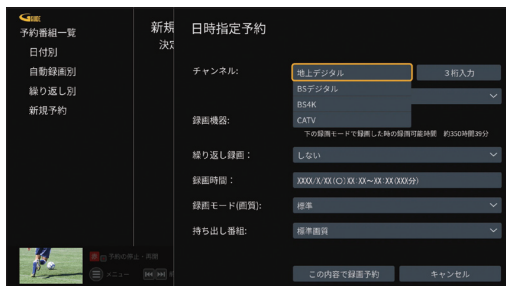 GUIDE
予約番組一覧
日付別
自動録画別
繰り返し別
新規予約
新規
決定
日時指定予約
チャンネル:
地上デジタル
3桁入力
BSデジタル
BS4K
CATV
録画機器:
下の録画モードで録画した時の録画可能時間 約350時間39分
繰り返し録画:
しない
録画時間:
XXXX/X/XX(○)XX:XX〜XX:XX(XXX分)
録画モード(画質):
標準
持ち出し番組:
標準画質
この内容で録画予約
キャンセル
赤 予約の停止・再開
メニュー